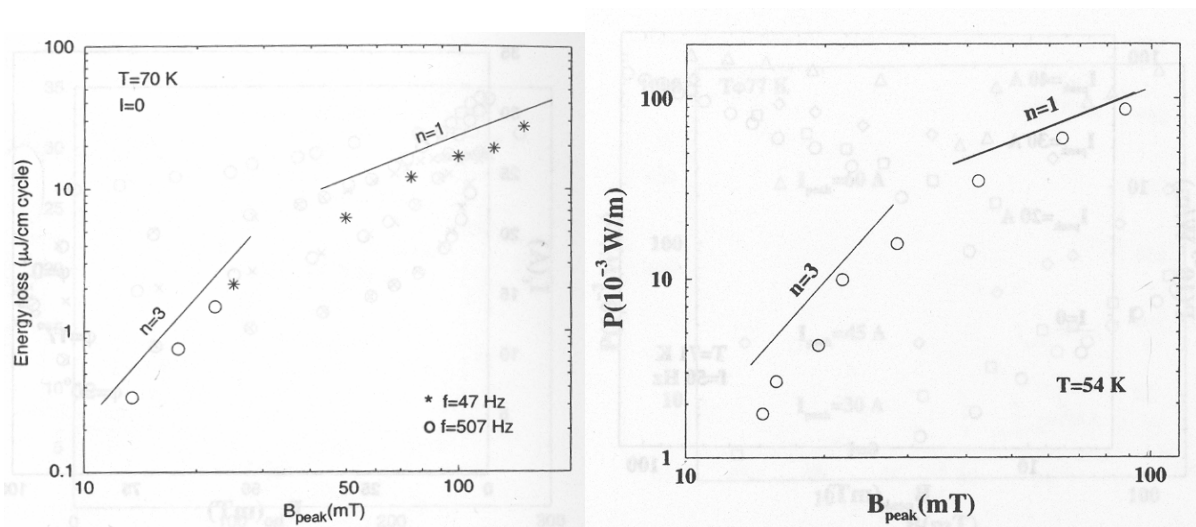 100
10
1
0.1
Energy loss (μJ/cm cycle)
T=70 K
I=0
n=1
n=3
* f=47 Hz
o f=507 Hz
10
50
100
B_peak(mT)
100
10
1
P(10⁻³ W/m)
n=1
n=3
T=54 K
10
100
B_peak(mT)